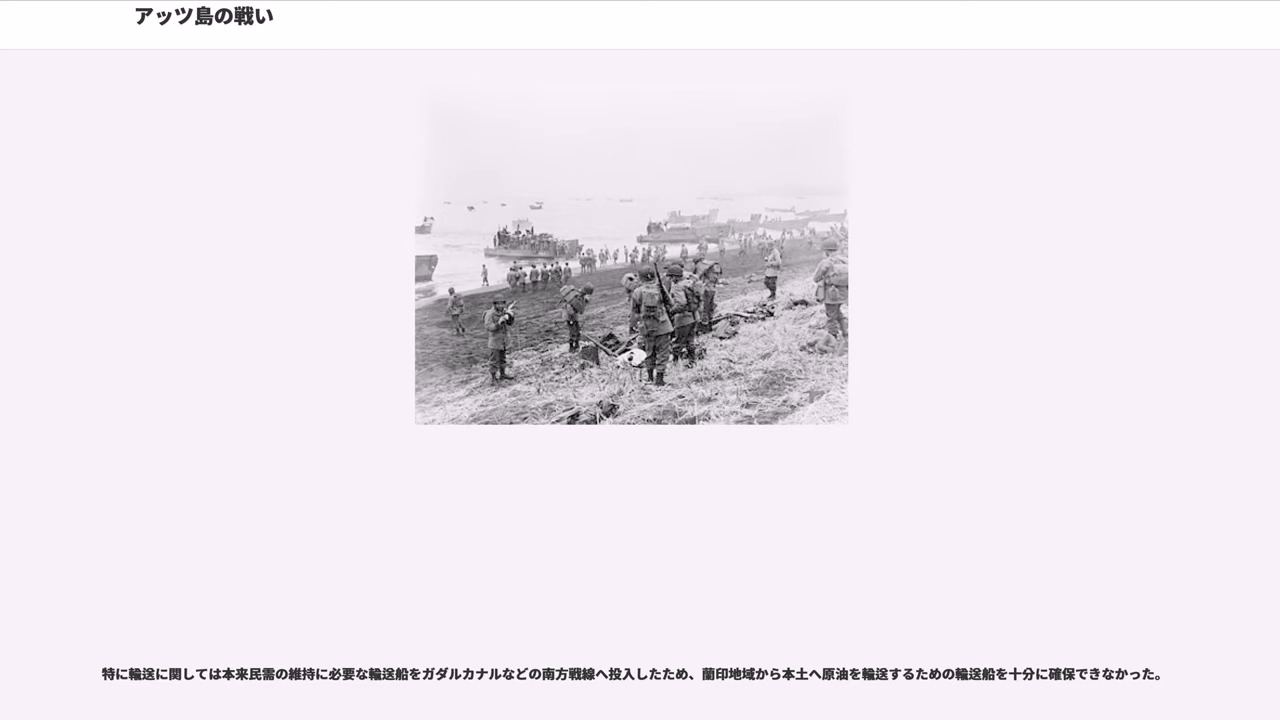 アッツ島の戦い
特に輸送に関しては本来民需の維持に必要な輸送船をガダルカナルなどの南方戦線へ投入したため、蘭印地域から本土へ原油を輸送するための輸送船を十分に確保できなかった。